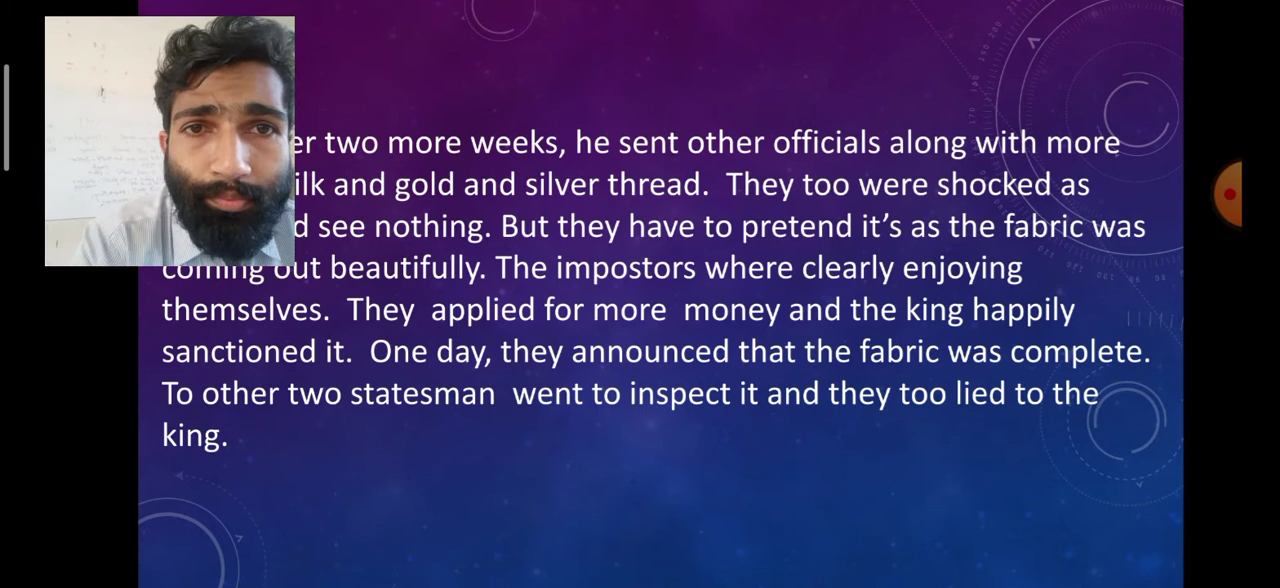 two more weeks, he sent other officials along with more
and gold and silver thread.  They too were shocked as
see nothing. But they have to pretend it’s as the fabric was
coming out beautifully. The impostors where clearly enjoying
themselves.  They  applied for more  money and the king happily
sanctioned it.  One day, they announced that the fabric was complete.
To other two statesman  went to inspect it and they too lied to the
king.